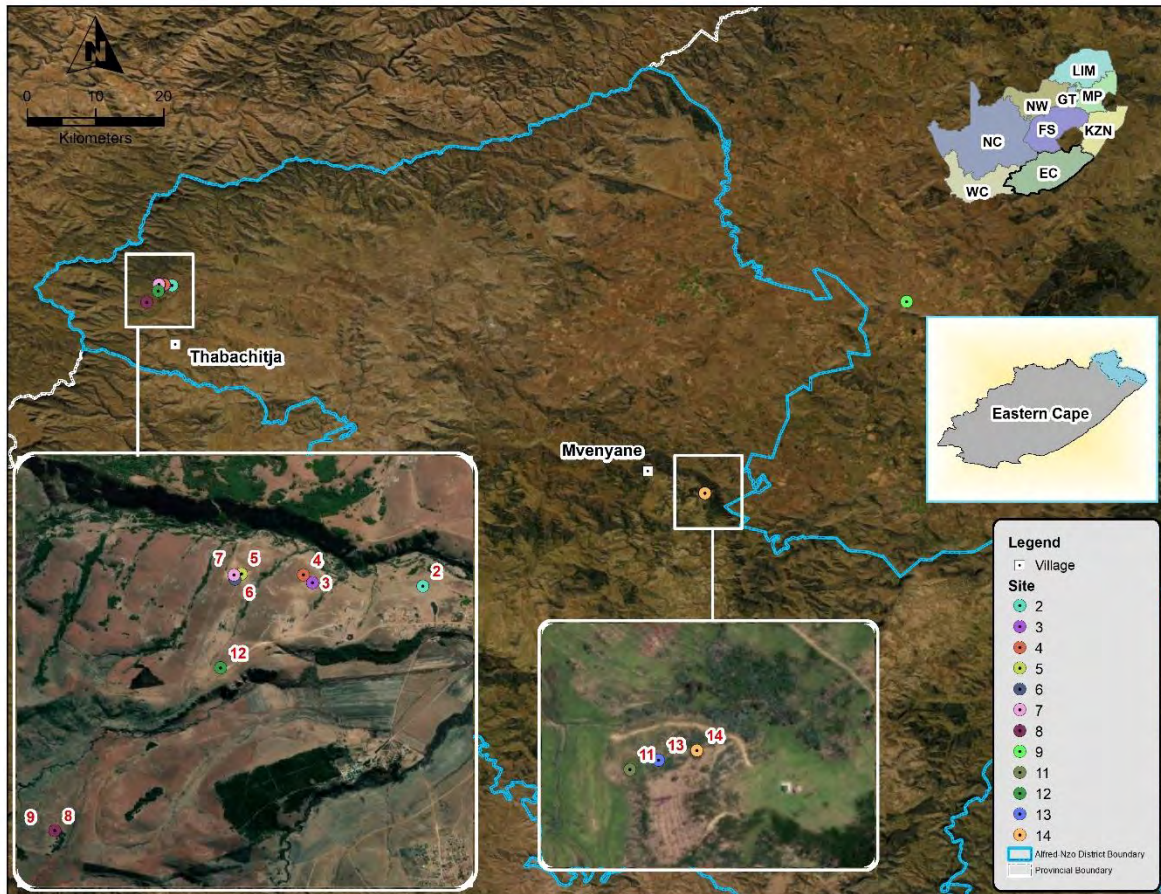 N
0 10 20
Kilometers
LIM
NW GT MP
NC FS KZN
EC
WC
Thabachitja
Mvenyane
Eastern Cape
7 5 4 2
6 3
12
9 8
11 13 14
Legend
Village
Site
2
3
4
5
6
7
8
9
11
12
13
14
Alfred-Nzo District Boundary
Provincial Boundary